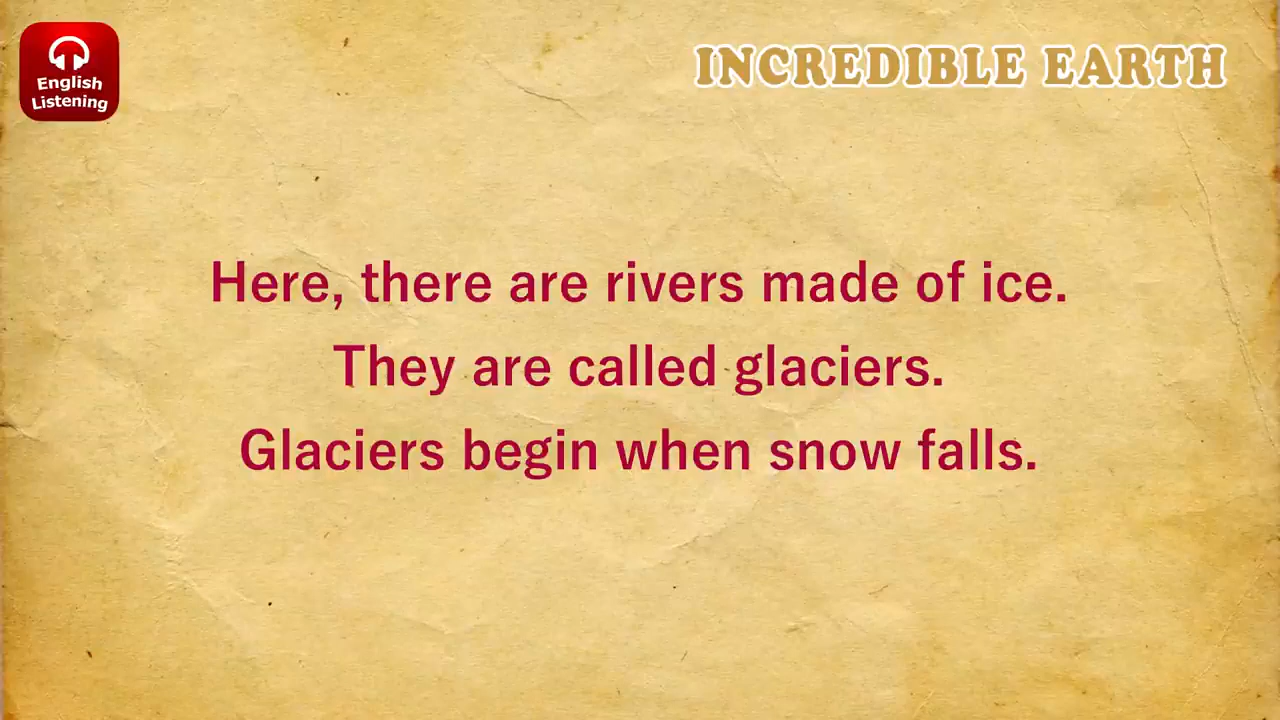 English
Listening
INCREDIBLE EARTH
Here, there are rivers made of ice.
They are called glaciers.
Glaciers begin when snow falls.